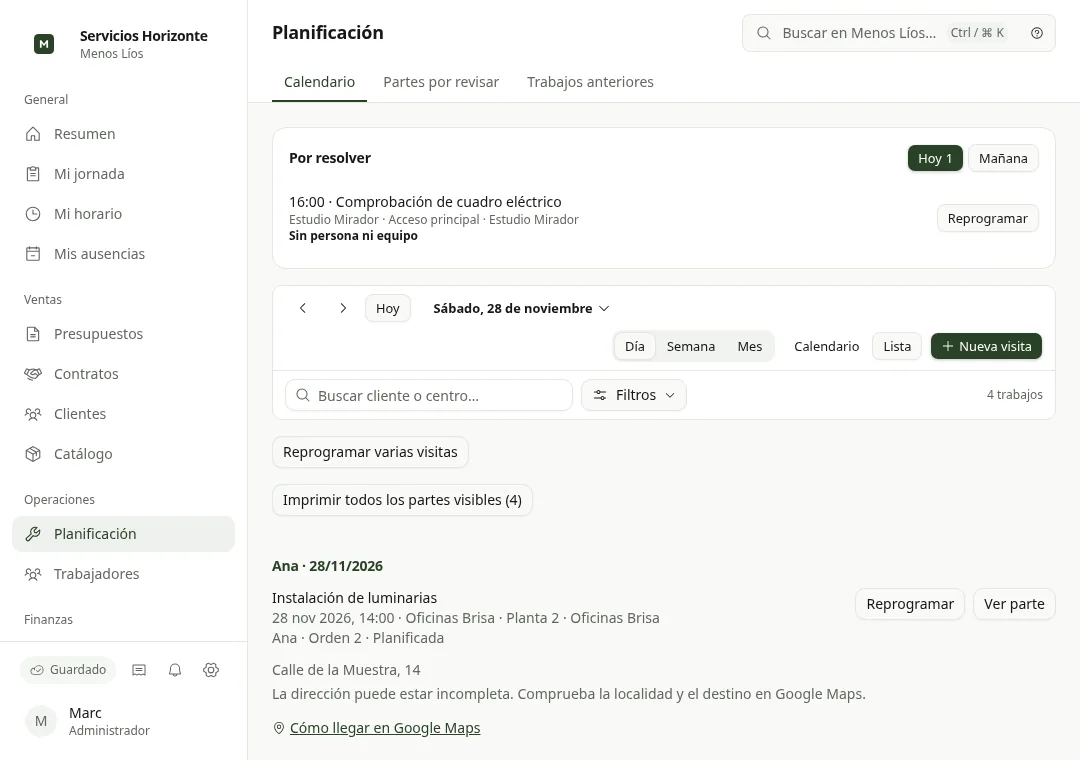 M
Servicios Horizonte
Menos Líos
General
Resumen
Mi jornada
Mi horario
Mis ausencias
Ventas
Presupuestos
Contratos
Clientes
Catálogo
Operaciones
Planificación
Trabajadores
Finanzas
Guardado
M
Marc
Administrador
Planificación
Buscar en Menos Líos... Ctrl / ⌘ K
Calendario Partes por revisar Trabajos anteriores
Por resolver
Hoy 1 Mañana
16:00 · Comprobación de cuadro eléctrico
Estudio Mirador · Acceso principal · Estudio Mirador
Sin persona ni equipo
Reprogramar
Hoy Sábado, 28 de noviembre
Día Semana Mes Calendario Lista + Nueva visita
Buscar cliente o centro... Filtros 4 trabajos
Reprogramar varias visitas
Imprimir todos los partes visibles (4)
Ana · 28/11/2026
Instalación de luminarias
28 nov 2026, 14:00 · Oficinas Brisa · Planta 2 · Oficinas Brisa
Ana · Orden 2 · Planificada
Reprogramar Ver parte
Calle de la Muestra, 14
La dirección puede estar incompleta. Comprueba la localidad y el destino en Google Maps.
Cómo llegar en Google Maps